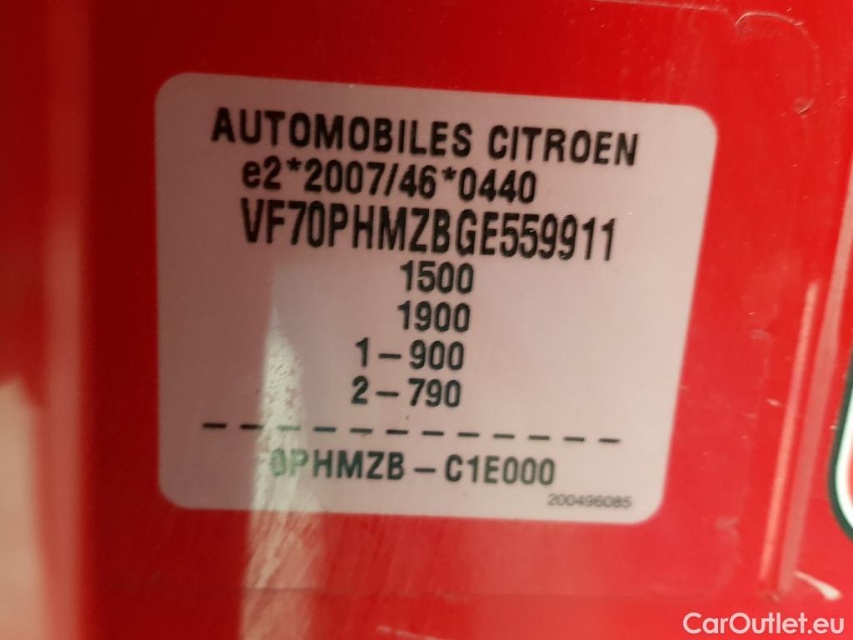 AUTOMOBILES CITROEN
e2*2007/46*0440
VF70PHMZBGE559911
1500
1900
1-900
2-790
------------
0PHMZB-C1E000
200496085
CarOutlet.eu